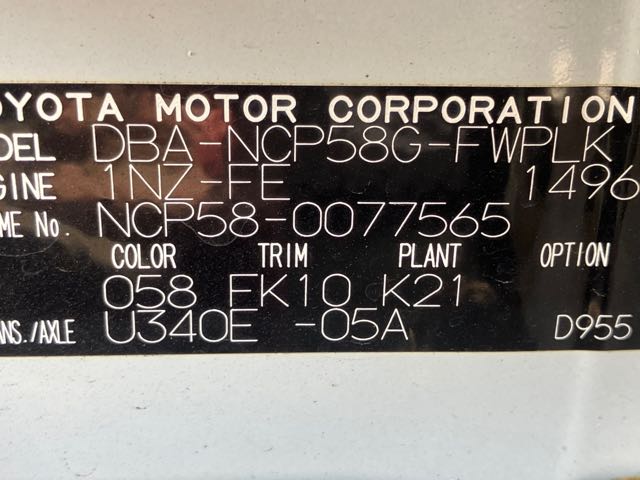 OYOTA MOTOR CORPORATION
DEL DBA-NCP58G-FWPLK
GINE 1NZ-FE 1496
ME No. NCP58-0077565
COLOR TRIM PLANT OPTION
058 FK10 K21
ANS./AXLE U340E -05A D955